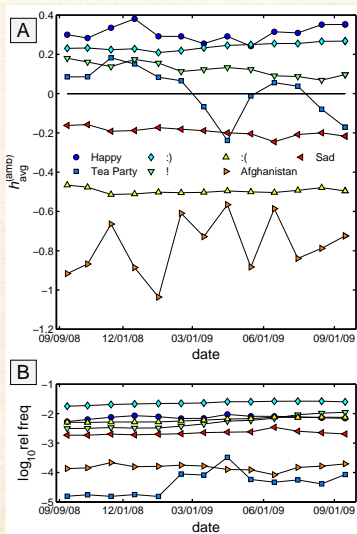 A
0.4
0.2
0
-0.2
-0.4
-0.6
-0.8
-1
-1.2
h(amb)avg
Happy :) :( Sad
Tea Party ! Afghanistan
09/09/08 12/01/08 03/01/09 06/01/09 09/01/09
date
B
-1
-2
-3
-4
-5
log10 rel freq
09/09/08 12/01/08 03/01/09 06/01/09 09/01/09
date